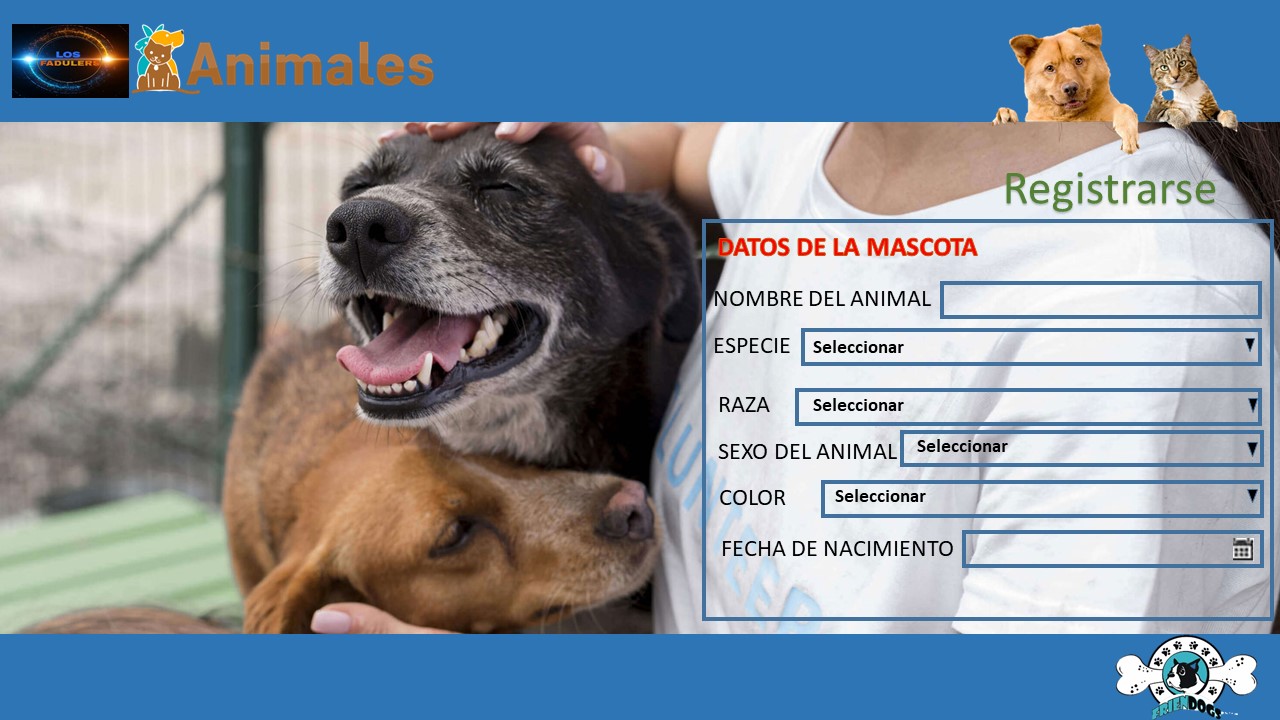 LOS
FADULERS
Animales
Registrarse
DATOS DE LA MASCOTA
NOMBRE DEL ANIMAL
ESPECIE Seleccionar
RAZA Seleccionar
SEXO DEL ANIMAL Seleccionar
COLOR Seleccionar
FECHA DE NACIMIENTO
FRIENDOGS